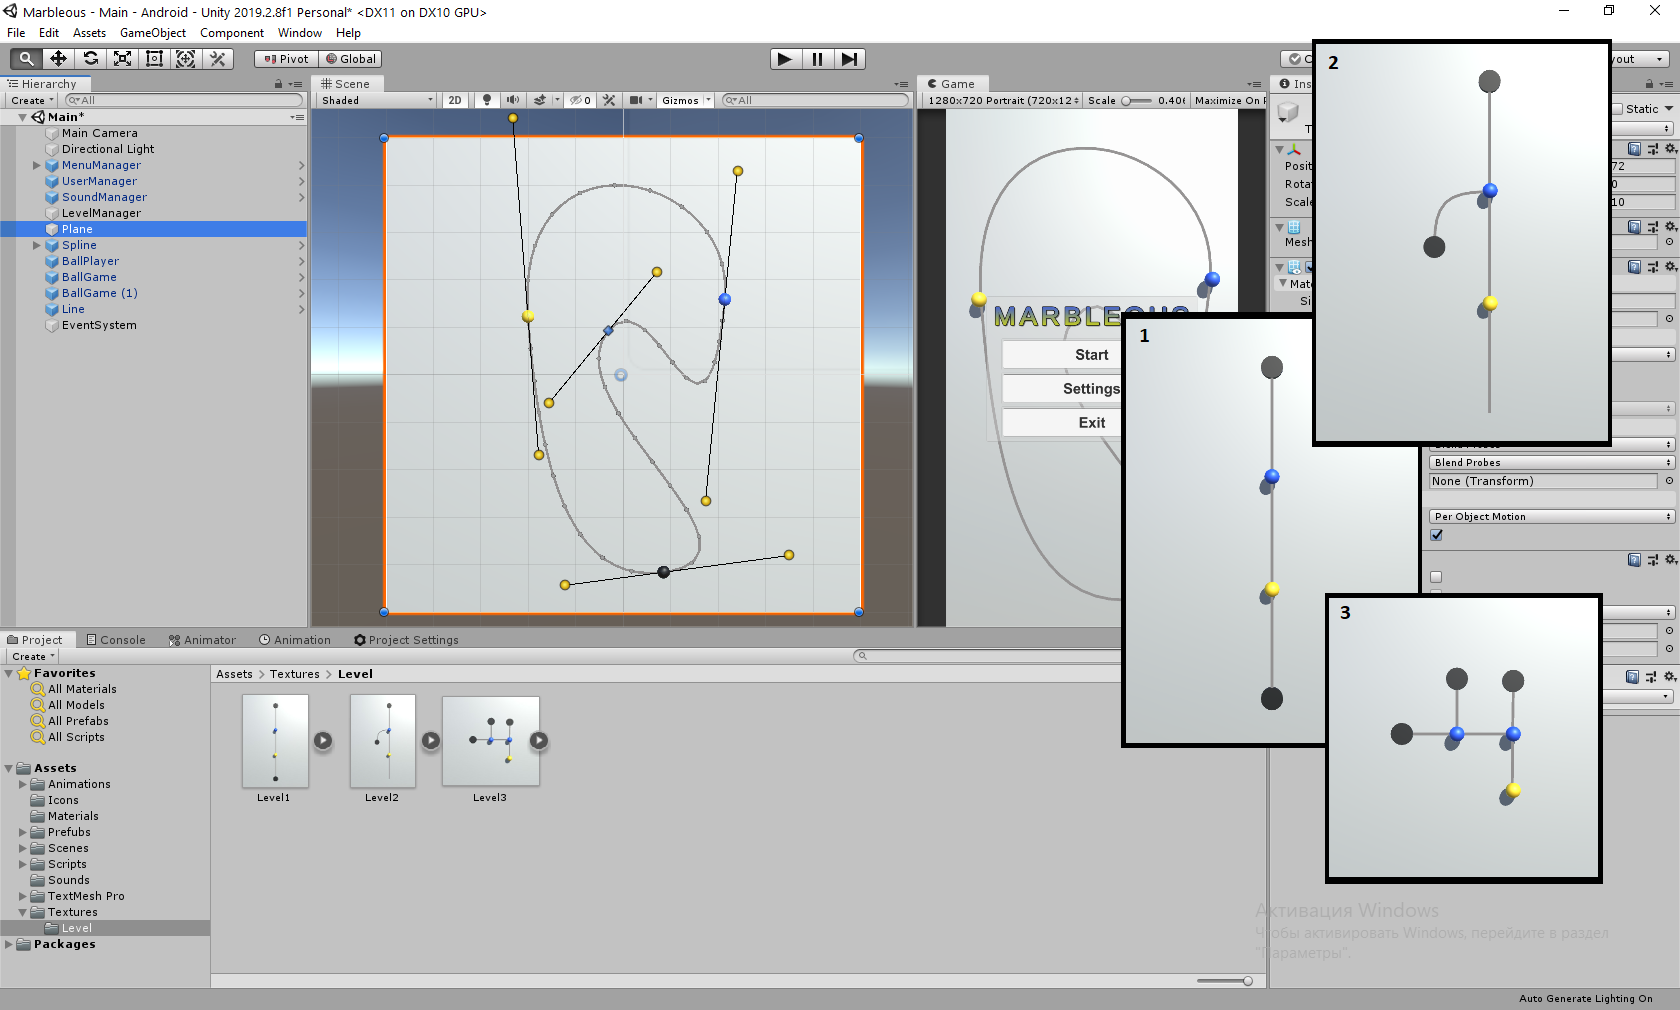 Marbleous - Main - Android - Unity 2019.2.8f1 Personal* <DX11 on DX10 GPU>
File Edit Assets GameObject Component Window Help
Pivot Global
Hierarchy
Create All
Main*
Main Camera
Directional Light
MenuManager
UserManager
SoundManager
LevelManager
Plane
Spline
BallPlayer
BallGame
BallGame (1)
Line
EventSystem
Scene
Shaded 2D 0 Gizmos All
Game
1280x720 Portrait (720x12 Scale 0.40 Maximize On
MARBLEOUS
Start
Settings
Exit
Ins
Static
Posit 72
Rota 0
Scale 10
Mesh
Mat
Si
Blend Probes
None (Transform)
Per Object Motion
1
2
3
Project Console Animator Animation Project Settings
Create
Favorites
All Materials
All Models
All Prefabs
All Scripts
Assets
Animations
Icons
Materials
Prefubs
Scenes
Scripts
Sounds
TextMesh Pro
Textures
Level
Packages
Assets > Textures > Level
Level1 Level2 Level3
Активация Windows
Чтобы активировать Windows, перейдите в раздел
"Параметры".
Auto Generate Lighting On